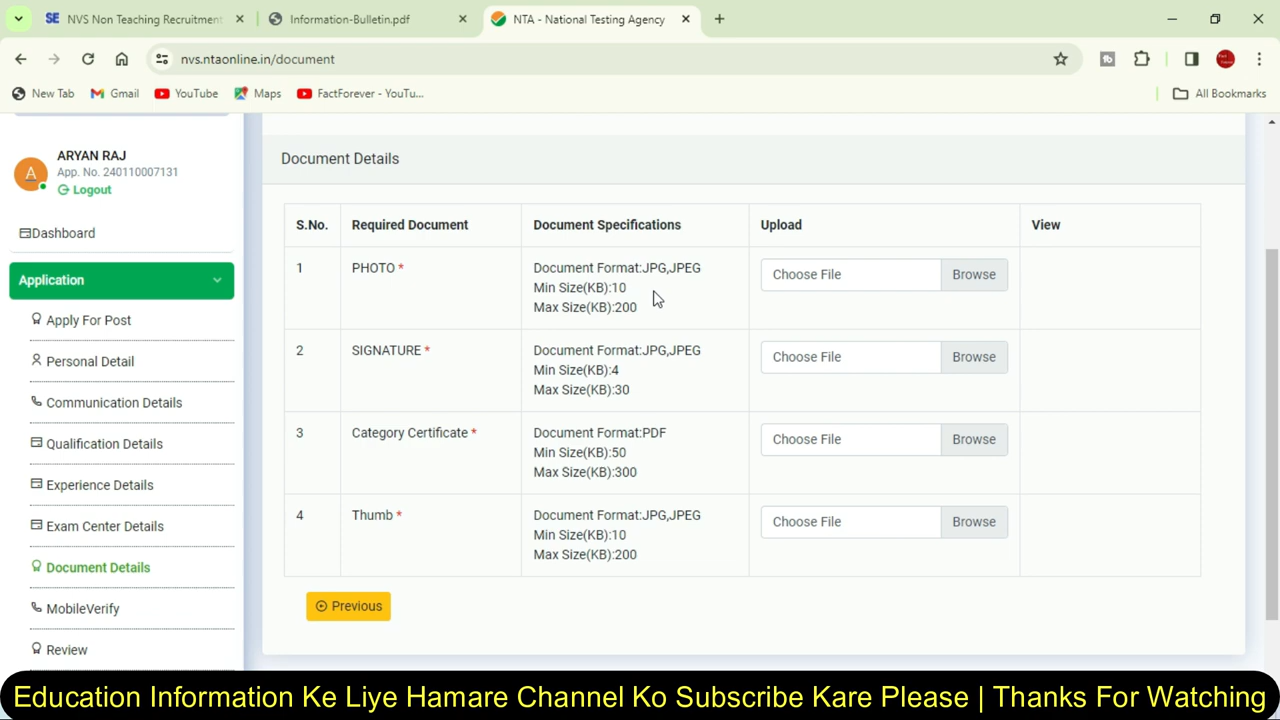 NVS Non Teaching Recruitment
Information-Bulletin.pdf
NTA - National Testing Agency
nvs.ntaonline.in/document
New Tab
Gmail
YouTube
Maps
FactForever - YouTu...
All Bookmarks
ARYAN RAJ
App. No. 240110007131
Logout
Dashboard
Application
Apply For Post
Personal Detail
Communication Details
Qualification Details
Experience Details
Exam Center Details
Document Details
MobileVerify
Review
Document Details
S.No. Required Document Document Specifications Upload View
1 PHOTO * Document Format:JPG,JPEG Choose File Browse
Min Size(KB):10
Max Size(KB):200
2 SIGNATURE * Document Format:JPG,JPEG Choose File Browse
Min Size(KB):4
Max Size(KB):30
3 Category Certificate * Document Format:PDF Choose File Browse
Min Size(KB):50
Max Size(KB):300
4 Thumb * Document Format:JPG,JPEG Choose File Browse
Min Size(KB):10
Max Size(KB):200
Previous
Education Information Ke Liye Hamare Channel Ko Subscribe Kare Please | Thanks For Watching